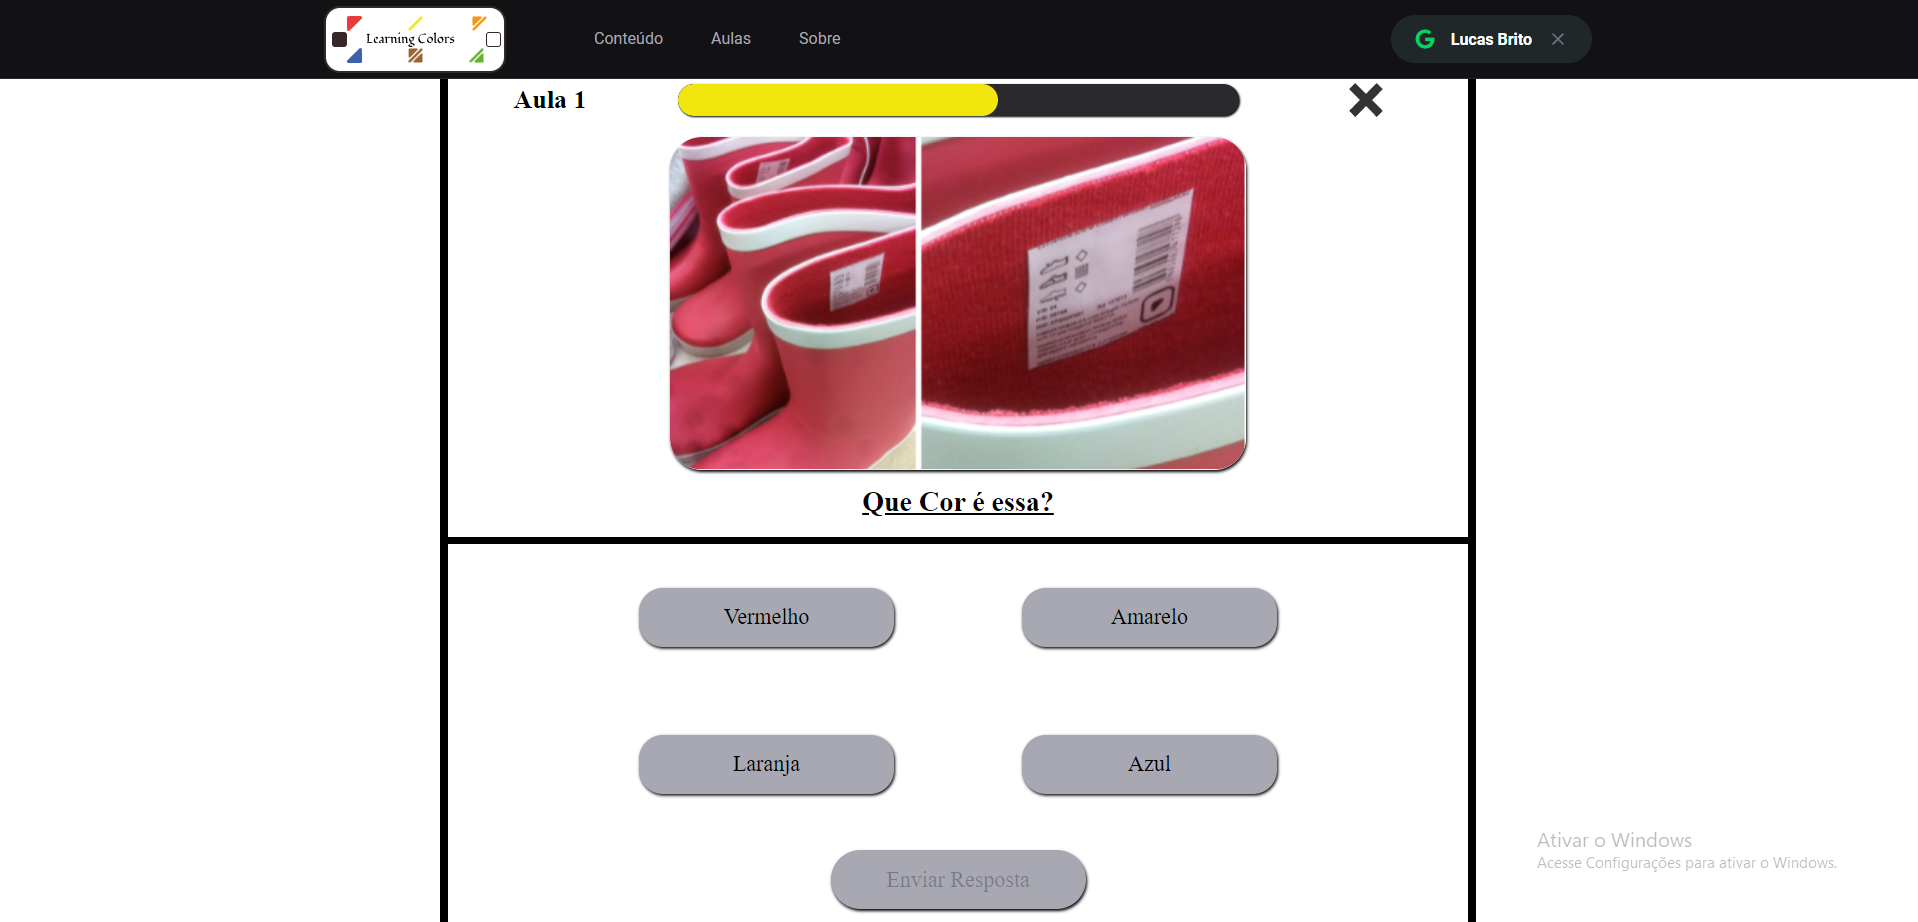 Learning Colors
Conteúdo
Aulas
Sobre
Lucas Brito
Aula 1
Que Cor é essa?
Vermelho
Amarelo
Laranja
Azul
Enviar Resposta
Ativar o Windows
Acesse Configurações para ativar o Windows.